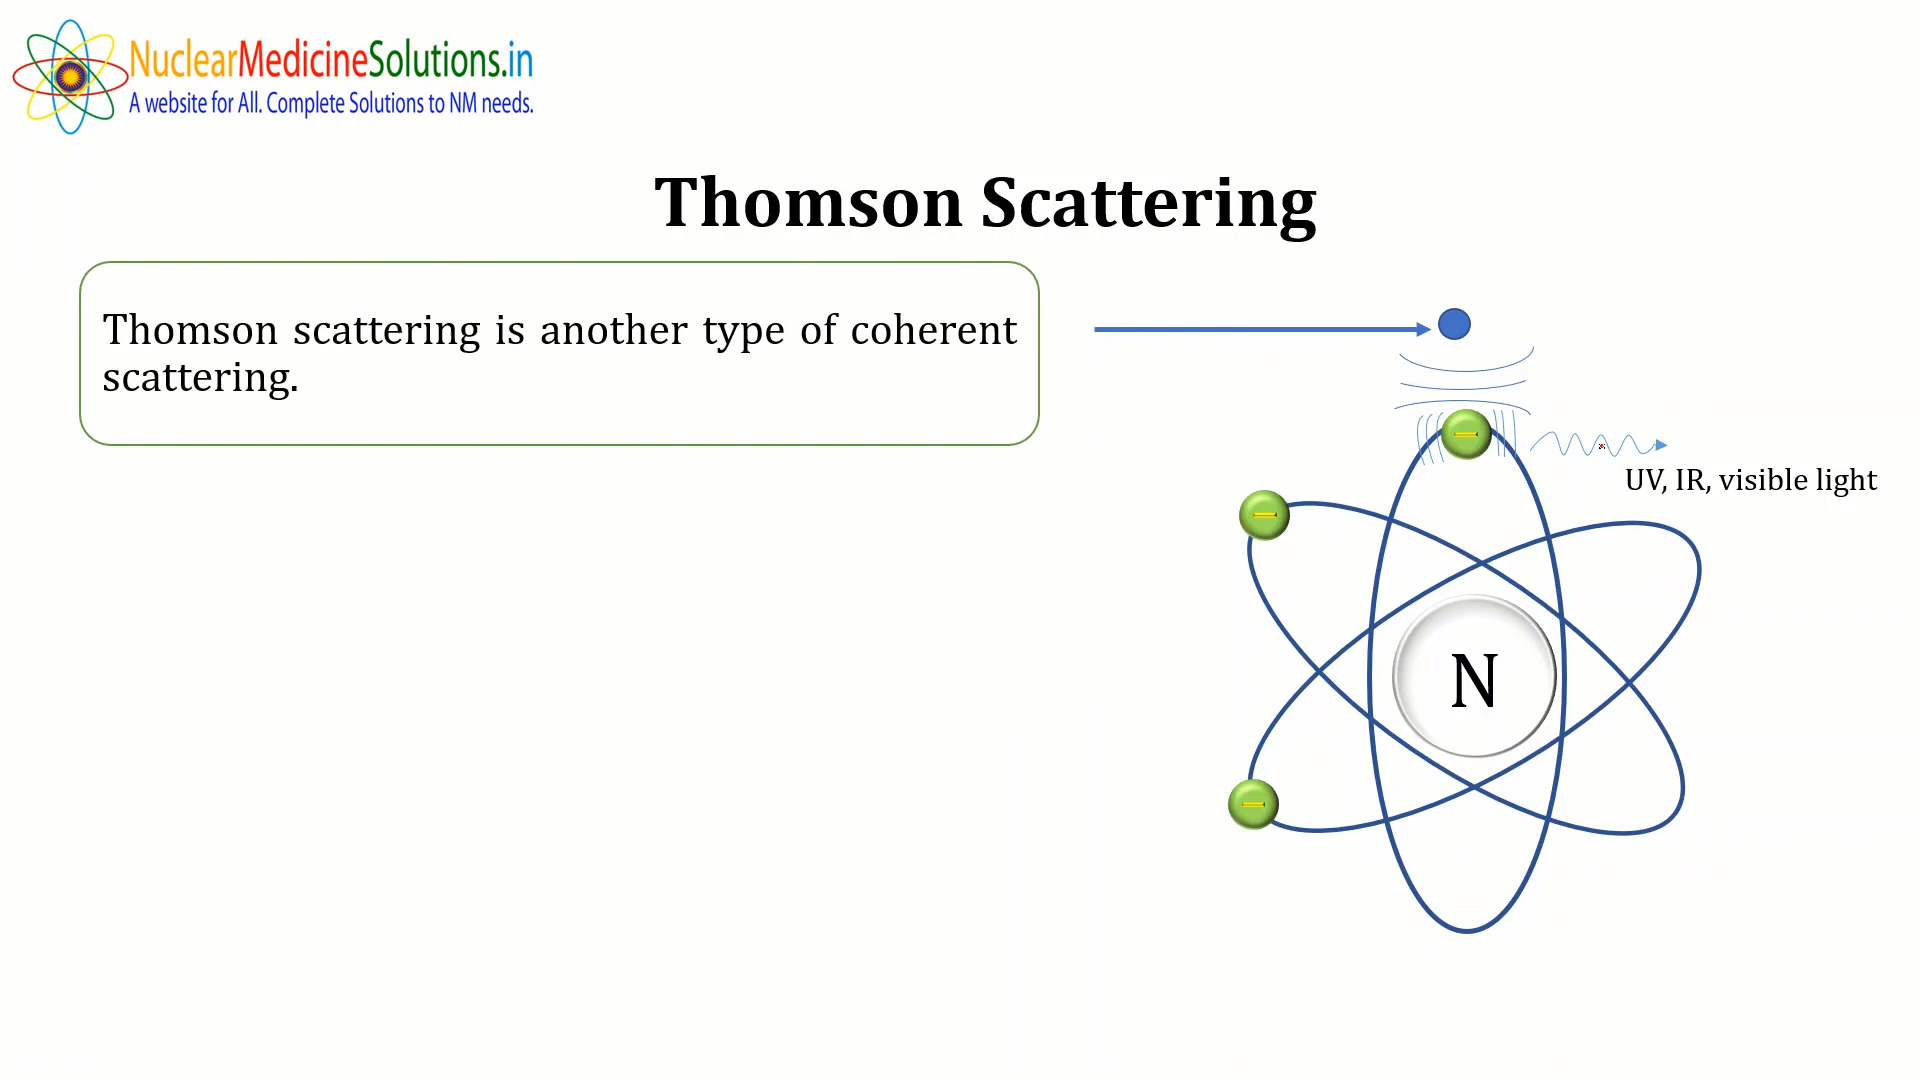 NuclearMedicineSolutions.in
A website for All. Complete Solutions to NM needs.
Thomson Scattering
Thomson scattering is another type of coherent
scattering.
UV, IR, visible light
N